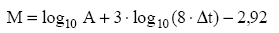 M = log₁₀ A + 3 · log₁₀ (8 · Δt) – 2,92